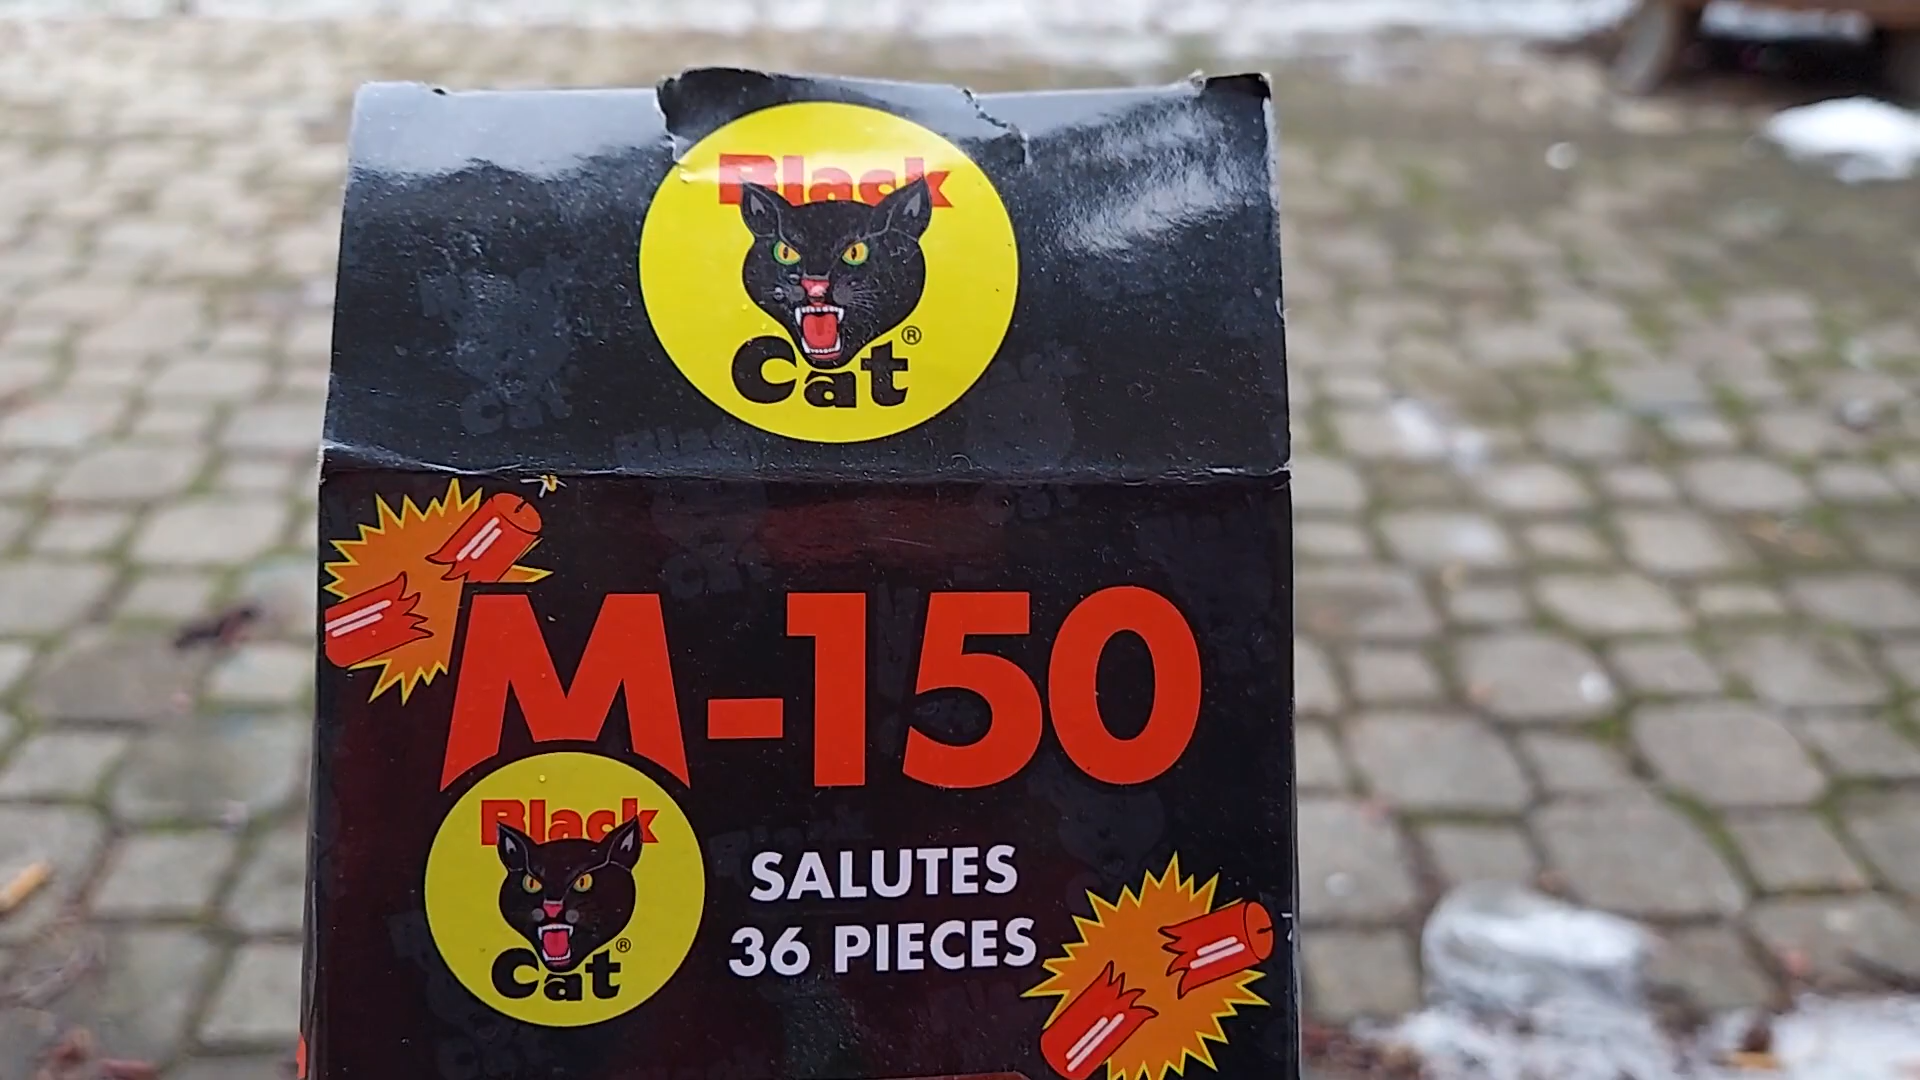 Black
Cat®
M-150
Black
Cat®
SALUTES
36 PIECES